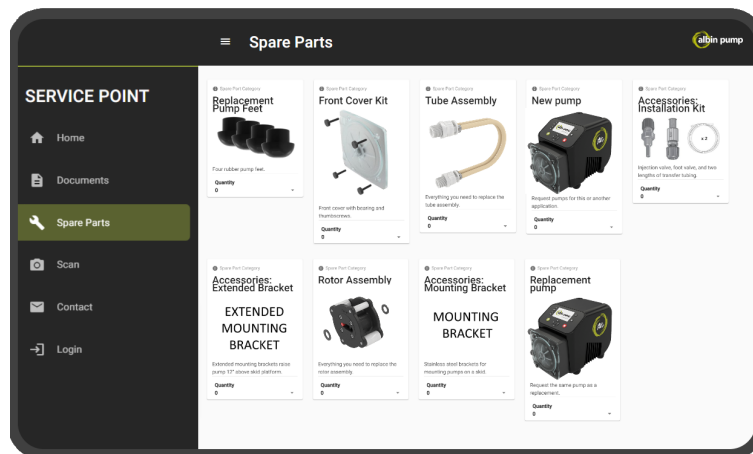 ≡ Spare Parts
albin pump
SERVICE POINT
Home
Documents
Spare Parts
Scan
Contact
Login
Spare Part Category
Replacement
Pump Feet
Four rubber pump feet.
Quantity
0
Spare Part Category
Front Cover Kit
Front cover with bearing and
thumbscrews.
Quantity
0
Spare Part Category
Tube Assembly
Everything you need to replace the
tube assembly.
Quantity
0
Spare Part Category
New pump
Request pumps for this or another
application.
Quantity
0
Spare Part Category
Accessories:
Installation Kit
x 2
Injection valve, foot valve, and two
lengths of transfer tubing.
Quantity
0
Spare Part Category
Accessories:
Extended Bracket
EXTENDED
MOUNTING
BRACKET
Extended mounting brackets raise
pump 11" above skid platform.
Quantity
0
Spare Part Category
Rotor Assembly
Everything you need to replace the
rotor assembly.
Quantity
0
Spare Part Category
Accessories:
Mounting Bracket
MOUNTING
BRACKET
Stainless steel brackets for
mounting pumps on a skid.
Quantity
0
Spare Part Category
Replacement
pump
Request the same pump as a
replacement.
Quantity
0